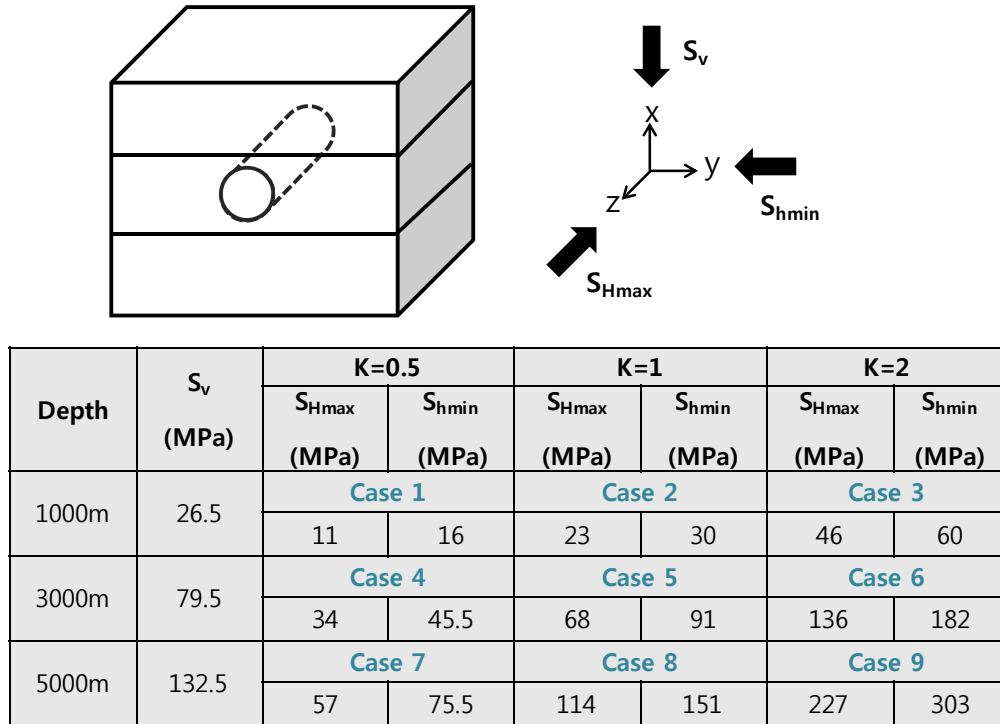 Sv
x
y
Shmin
z
SHmax
Depth Sv (MPa) K=0.5 K=1 K=2
SHmax (MPa) Shmin (MPa) SHmax (MPa) Shmin (MPa) SHmax (MPa) Shmin (MPa)
1000m 26.5 Case 1 Case 2 Case 3
11 16 23 30 46 60
3000m 79.5 Case 4 Case 5 Case 6
34 45.5 68 91 136 182
5000m 132.5 Case 7 Case 8 Case 9
57 75.5 114 151 227 303